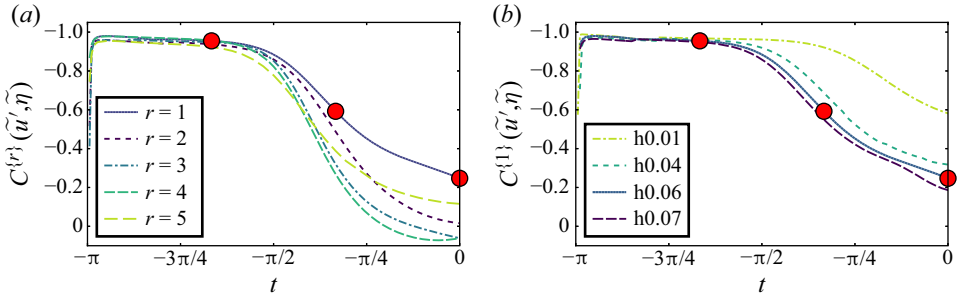 (a)
−1.0
−0.8
−0.6
−0.4
−0.2
0
C{r}(ũ′,η̃)
r = 1
r = 2
r = 3
r = 4
r = 5
−π
−3π/4
−π/2
−π/4
0
t
(b)
−1.0
−0.8
−0.6
−0.4
−0.2
0
C{1}(ũ′,η̃)
h0.01
h0.04
h0.06
h0.07
−π
−3π/4
−π/2
−π/4
0
t